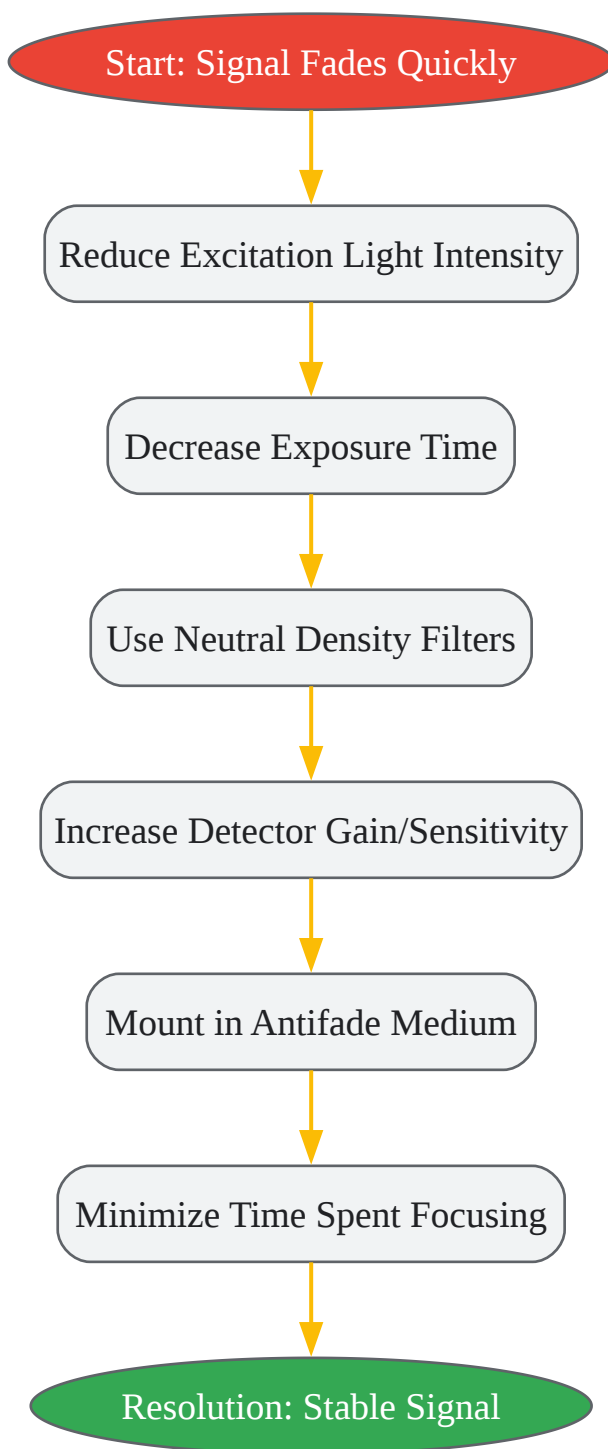 Start: Signal Fades Quickly
Reduce Excitation Light Intensity
Decrease Exposure Time
Use Neutral Density Filters
Increase Detector Gain/Sensitivity
Mount in Antifade Medium
Minimize Time Spent Focusing
Resolution: Stable Signal